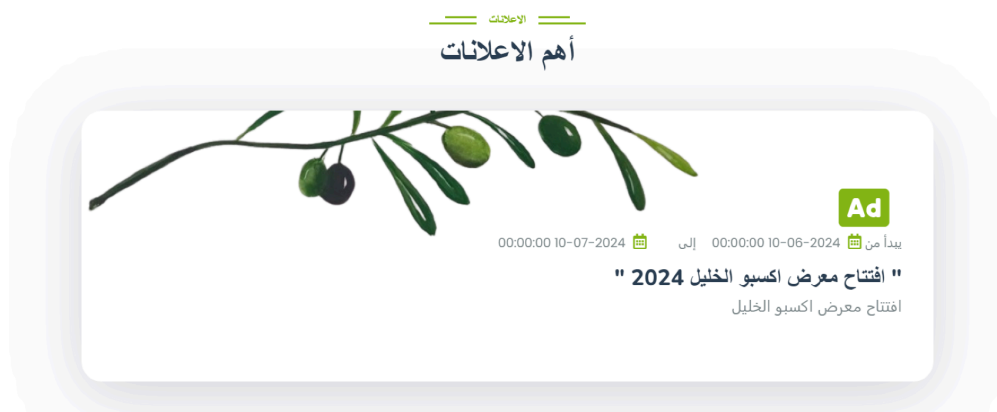 الاعلانات
أهم الاعلانات
Ad
يبدأ من 2024-06-10 00:00:00 إلى 2024-07-10 00:00:00
" افتتاح معرض اكسبو الخليل 2024 "
افتتاح معرض اكسبو الخليل